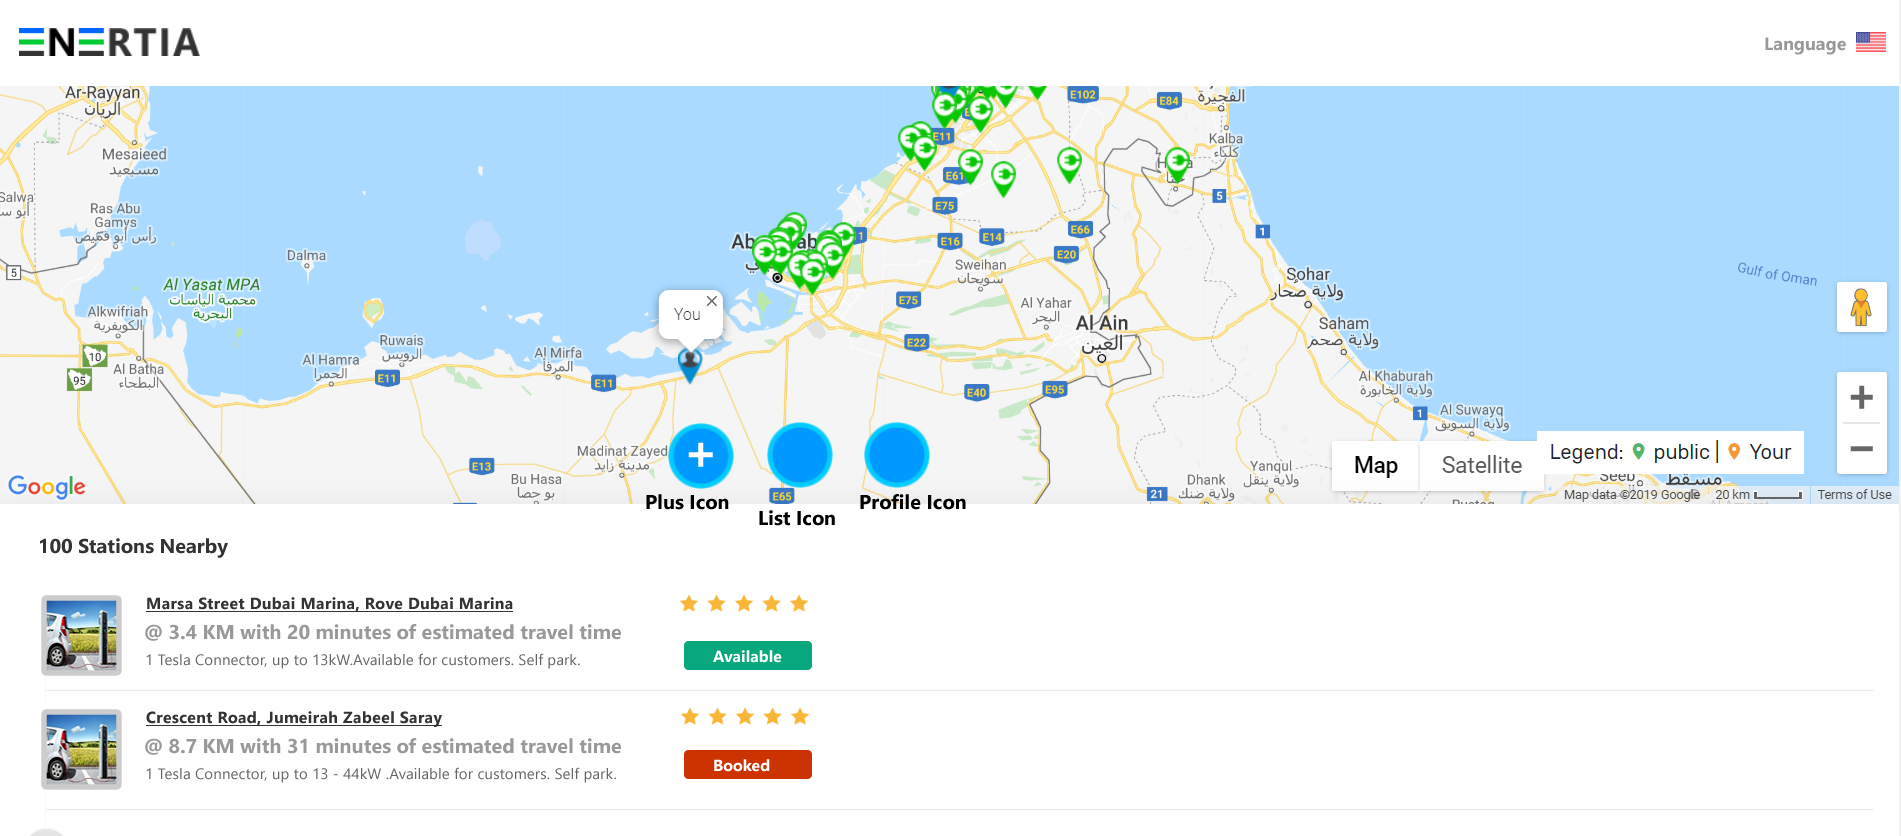 ENERTIA
Language
Ar-Rayyan
الريان
Mesaieed
مسيعيد
Salwa
Ras Abu
Gamys
رأس أبو قميص
Dalma
دلما
5
Al Yasat MPA
محمية الياسات
البحرية
Alkwifriah
الكويفرية
10
95
Al Batha
البطحاء
Al Hamra
الحمرا
Ruwais
الرويس
E11
Al Mirfa
المرفا
E11
E102
E84
الفجيرة
Kalba
كلباء
E11
E61
E75
5
1
E66
E16
E14
E20
1
Sweihan
سويحان
E75
Al Yahar
اليحر
Al Ain
العين
E22
E40
E95
Sohar
ولاية صحار
Saham
ولاية صحم
Gulf of Oman
Al Khaburah
ولاية الخابورة
1
Al Suwayq
ولاية السويق
You
Madinat Zayed
مدينة زايد
E13
Bu Hasa
بو حصا
E65
Plus Icon
List Icon
Profile Icon
Dhank
ولاية ضنك
21
Yanqul
ولاية ينقل
Map
Satellite
Legend: public | Your
Seeb
مسقط
Google
Map data ©2019 Google
20 km
Terms of Use
100 Stations Nearby
Marsa Street Dubai Marina, Rove Dubai Marina
@ 3.4 KM with 20 minutes of estimated travel time
1 Tesla Connector, up to 13kW.Available for customers. Self park.
Available
Crescent Road, Jumeirah Zabeel Saray
@ 8.7 KM with 31 minutes of estimated travel time
1 Tesla Connector, up to 13 - 44kW .Available for customers. Self park.
Booked